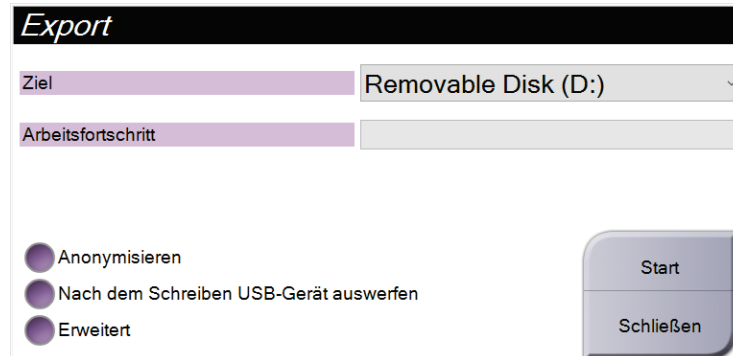 Export
Ziel
Removable Disk (D:)
Arbeitsfortschritt
Anonymisieren
Nach dem Schreiben USB-Gerät auswerfen
Erweitert
Start
Schließen